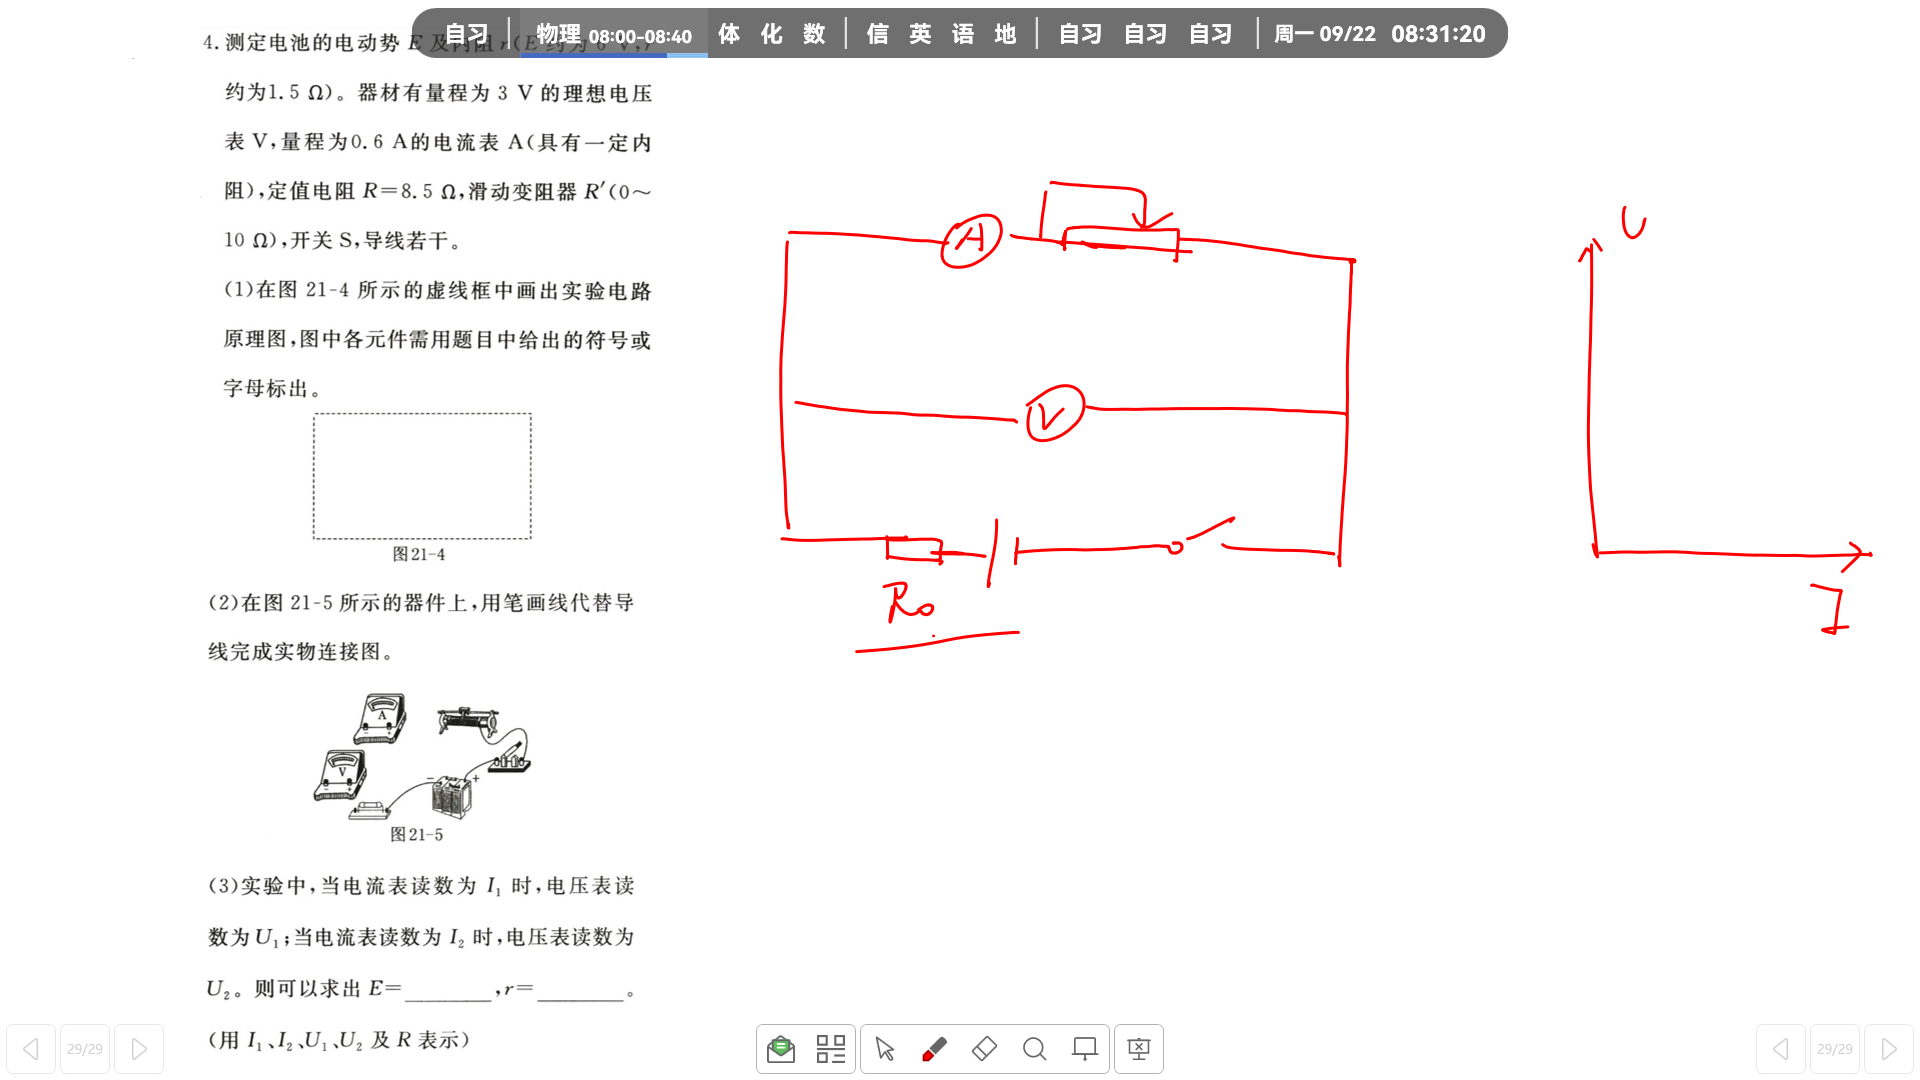 自习 物理 08:00-08:40 体 化 数 信 英 语 地 自习 自习 自习 周一 09/22 08:31:20
4.测定电池的电动势 E 及内阻 r(E 约为 6 V,r
约为1.5 Ω)。器材有量程为 3 V 的理想电压
表 V,量程为0.6 A的电流表 A(具有一定内
阻),定值电阻 R=8.5 Ω,滑动变阻器 R′(0～
10 Ω),开关 S,导线若干。
(1)在图 21-4 所示的虚线框中画出实验电路
原理图,图中各元件需用题目中给出的符号或
字母标出。
图21-4
(2)在图 21-5 所示的器件上,用笔画线代替导
线完成实物连接图。
A
V
- +
图21-5
(3)实验中,当电流表读数为 I₁ 时,电压表读
数为 U₁;当电流表读数为 I₂ 时,电压表读数为
U₂。则可以求出 E=________,r=________。
(用 I₁、I₂、U₁、U₂ 及 R 表示)
A
V
R₀
U
I
29/29
29/29